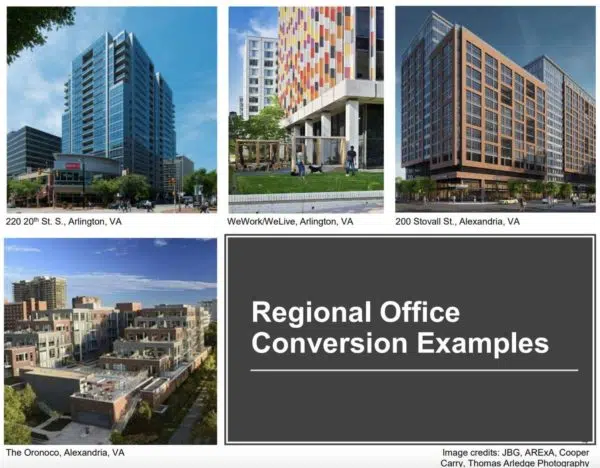 220 20th St. S., Arlington, VA
WeWork/WeLive, Arlington, VA
200 Stovall St., Alexandria, VA
Regional Office
Conversion Examples
The Oronoco, Alexandria, VA
Image credits: JBG, ARExA, Cooper
Carry, Thomas Arledge Photography